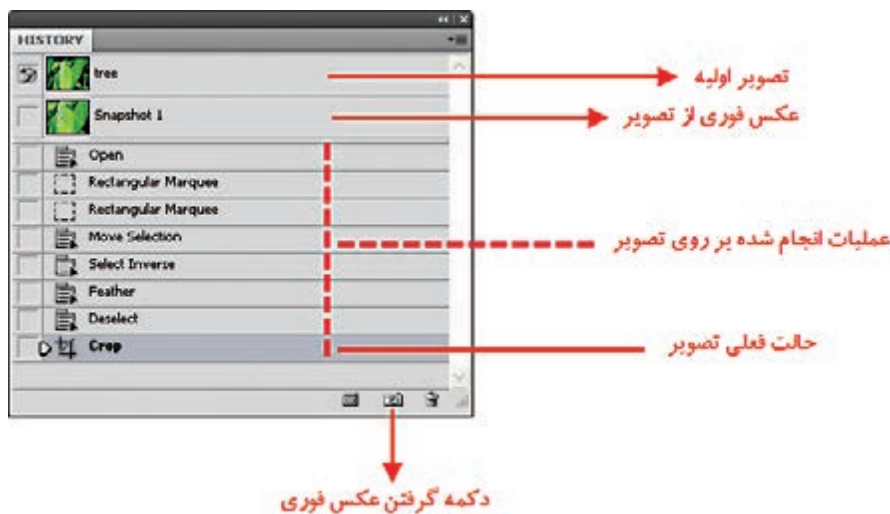 HISTORY
tree
تصویر اولیه
Snapshot 1
عکس فوری از تصویر
Open
Rectangular Marquee
Rectangular Marquee
Move Selection
عملیات انجام شده بر روی تصویر
Select Inverse
Feather
Deselect
Crop
حالت فعلی تصویر
دکمه گرفتن عکس فوری